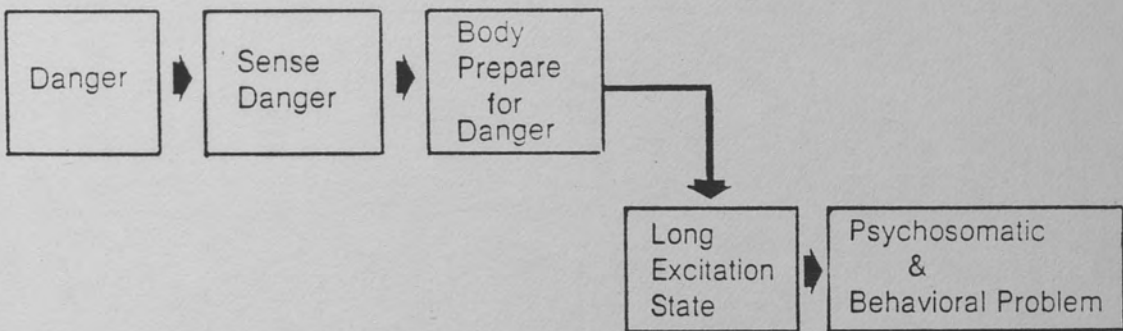 Danger
Sense
Danger
Body
Prepare
for
Danger
Long
Excitation
State
Psychosomatic
&
Behavioral Problem